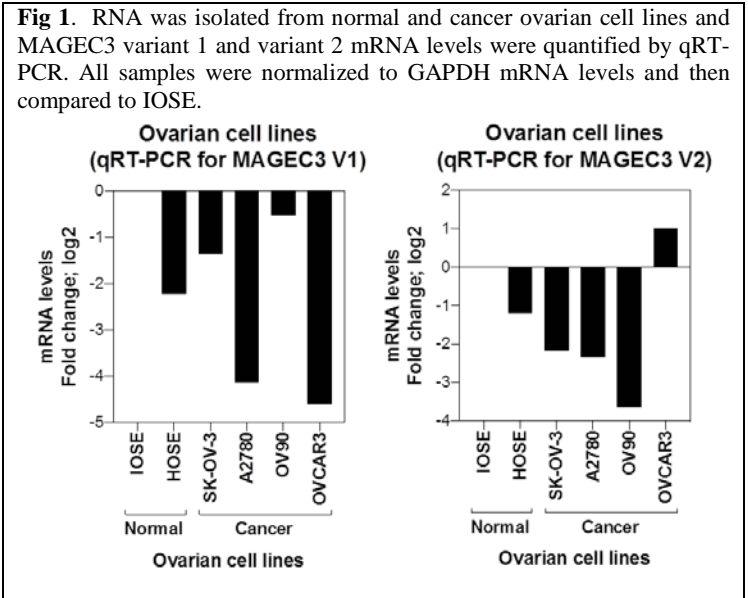 Fig 1. RNA was isolated from normal and cancer ovarian cell lines and
MAGEC3 variant 1 and variant 2 mRNA levels were quantified by qRT-
PCR. All samples were normalized to GAPDH mRNA levels and then
compared to IOSE.
Ovarian cell lines
(qRT-PCR for MAGEC3 V1)
mRNA levels
Fold change; log2
0
-1
-2
-3
-4
-5
IOSE
HOSE
SK-OV-3
A2780
OV90
OVCAR3
Normal
Cancer
Ovarian cell lines
Ovarian cell lines
(qRT-PCR for MAGEC3 V2)
mRNA levels
Fold change; log2
2
1
0
-1
-2
-3
-4
IOSE
HOSE
SK-OV-3
A2780
OV90
OVCAR3
Normal
Cancer
Ovarian cell lines